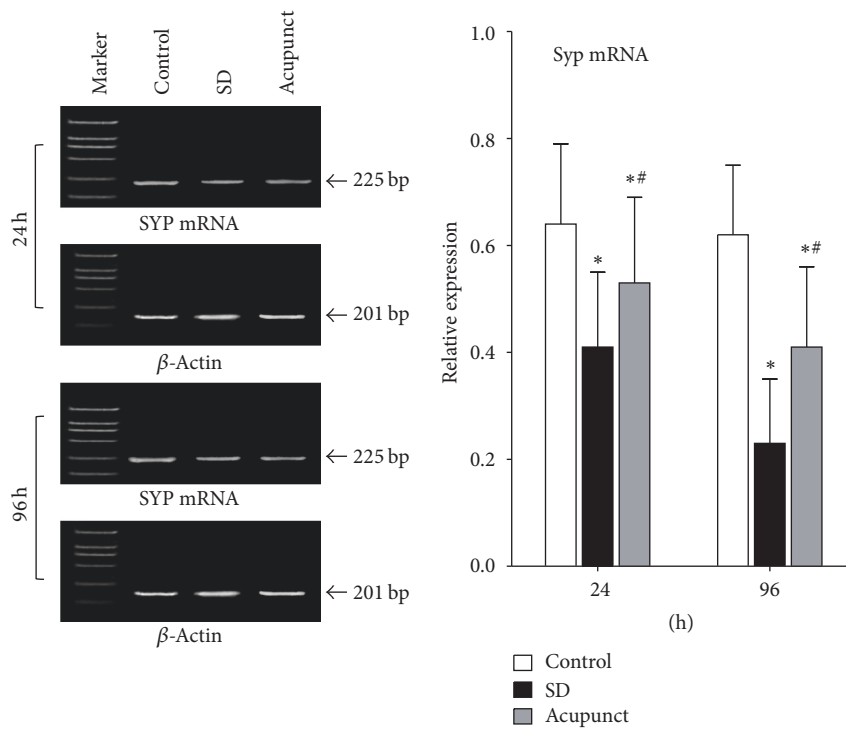 Marker
Control
SD
Acupunct
24 h
← 225 bp
SYP mRNA
← 201 bp
β-Actin
96 h
← 225 bp
SYP mRNA
← 201 bp
β-Actin
Syp mRNA
Relative expression
1.0
0.8
0.6
0.4
0.2
0.0
*
*#
*
*#
24 96
(h)
Control
SD
Acupunct